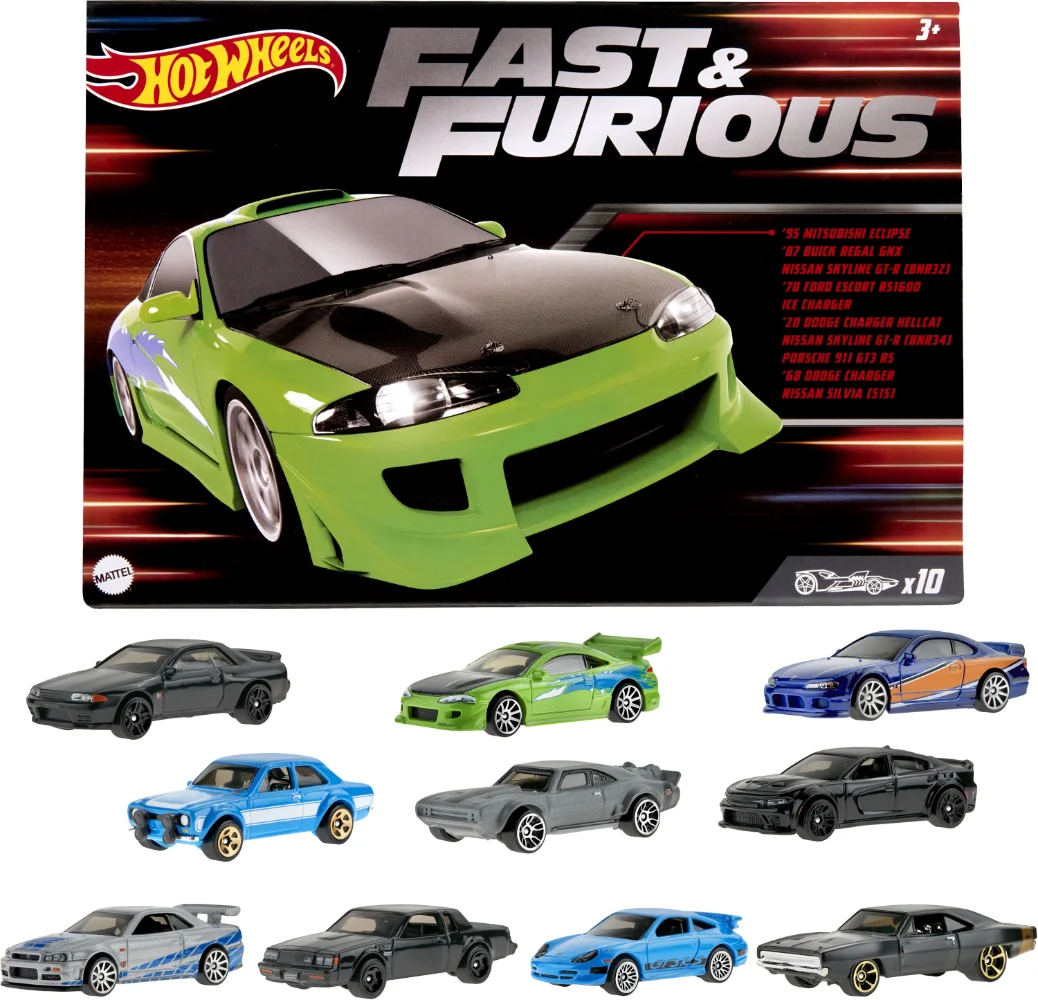 HOT WHEELS
3+
FAST &
FURIOUS
'95 MITSUBISHI ECLIPSE
'87 BUICK REGAL GNX
NISSAN SKYLINE GT-R (BNR32)
'70 FORD ESCORT RS1600
ICE CHARGER
'20 DODGE CHARGER HELLCAT
NISSAN SKYLINE GT-R (BNR34)
PORSCHE 911 GT3 RS
'68 DODGE CHARGER
NISSAN SILVIA (S15)
MATTEL
x10
GT3 RS